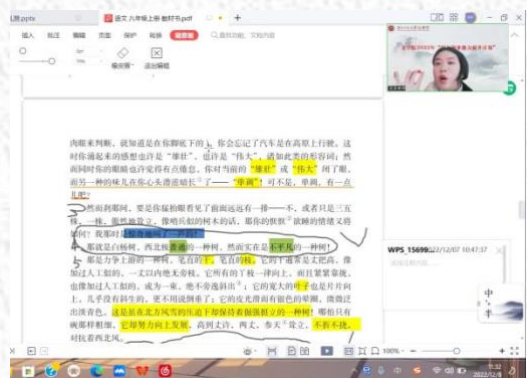 语文 八年级上册 教材书.pdf
插入 批注 编辑 页面 保护 转换
橡皮擦 退出编辑
肉眼来判断，就知道是在你脚底下的），你会忘记了汽车是在高原上行驶，这
时你涌起来的感想也许是“雄壮”，也许是“伟大”，诸如此类的形容词；然
而同时你的眼睛也许觉得有点倦怠，你对当前的“雄壮”或“伟大”闭了眼，
而另一种的味儿在你心头潜滋暗长了——“单调”！可不是，单调，有一点
儿吧？
3
然而刹那间，要是你猛抬眼看见了前面远远有一排——不，或者只是三五
株，一株，傲然地耸立，像哨兵似的树木的话，那你的恹恹欲睡的情绪又将
如何？我那时是惊奇地叫了一声的！
4
那就是白杨树，西北极普通的一种树，然而实在是不平凡的一种树！
5
那是力争上游的一种树，笔直的干，笔直的枝。它的干通常是丈把高，像
加过人工似的，一丈以内绝无旁枝。它所有的丫枝一律向上，而且紧紧靠拢，
也像加过人工似的，成为一束，绝不旁逸斜出；它的宽大的叶子也是片片向
上，几乎没有斜生的，更不用说倒垂了；它的皮光滑而有银色的晕圈，微微泛
出淡青色。这是虽在北方风雪的压迫下却保持着倔强挺立的一种树！哪怕只有
碗那样粗细，它却努力向上发展，高到丈许，两丈，参天耸立，不折不挠，
对抗着西北风。
2022/12/07 10:47:37
中
半
100%
11:32
2022/12/9